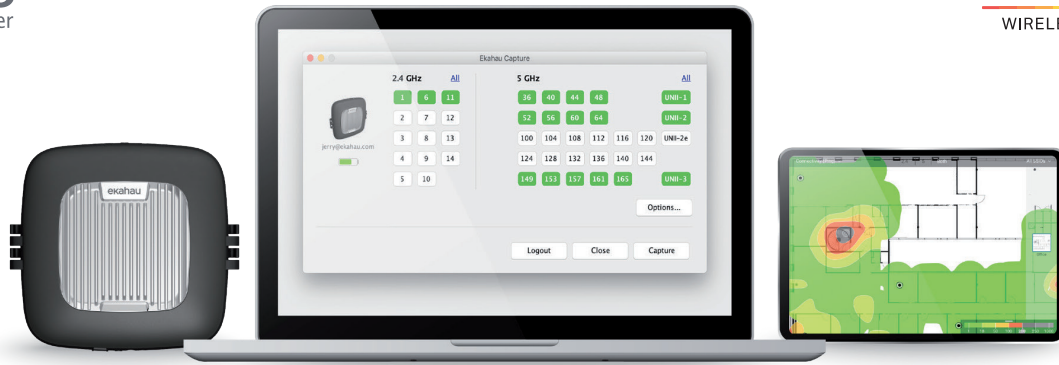 er
WIRELE
Ekahau Capture
2.4 GHz All 5 GHz All
1 6 11 36 40 44 48 UNII-1
2 7 12 52 56 60 64 UNII-2
3 8 13 100 104 108 112 116 120 UNII-2e
jerry@ekahau.com
4 9 14 124 128 132 136 140 144
5 10 149 153 157 161 165 UNII-3
Options...
Logout Close Capture
ekahau